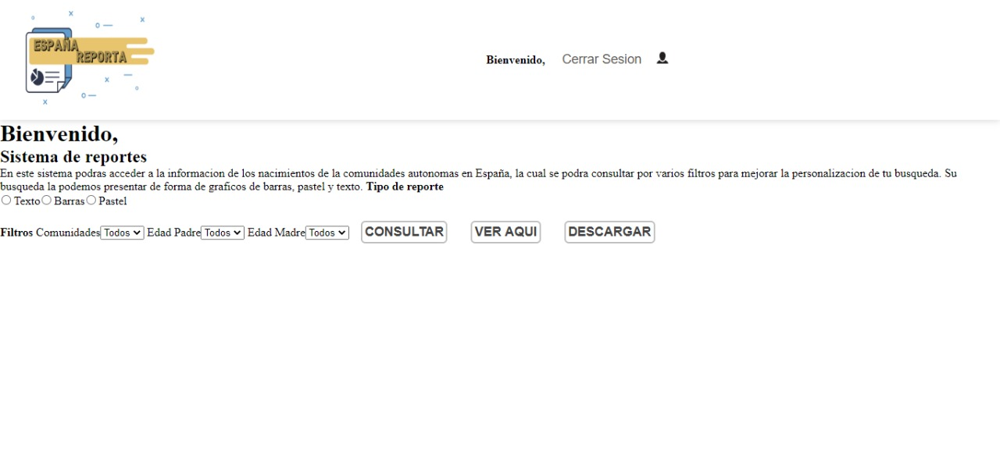 ESPAÑA
REPORTA
Bienvenido, Cerrar Sesion
Bienvenido,
Sistema de reportes
En este sistema podras acceder a la informacion de los nacimientos de la comunidades autonomas en España, la cual se podra consultar por varios filtros para mejorar la personalizacion de tu busqueda. Su
busqueda la podemos presentar de forma de graficos de barras, pastel y texto. Tipo de reporte
Texto Barras Pastel
Filtros Comunidades Todos Edad Padre Todos Edad Madre Todos CONSULTAR VER AQUI DESCARGAR